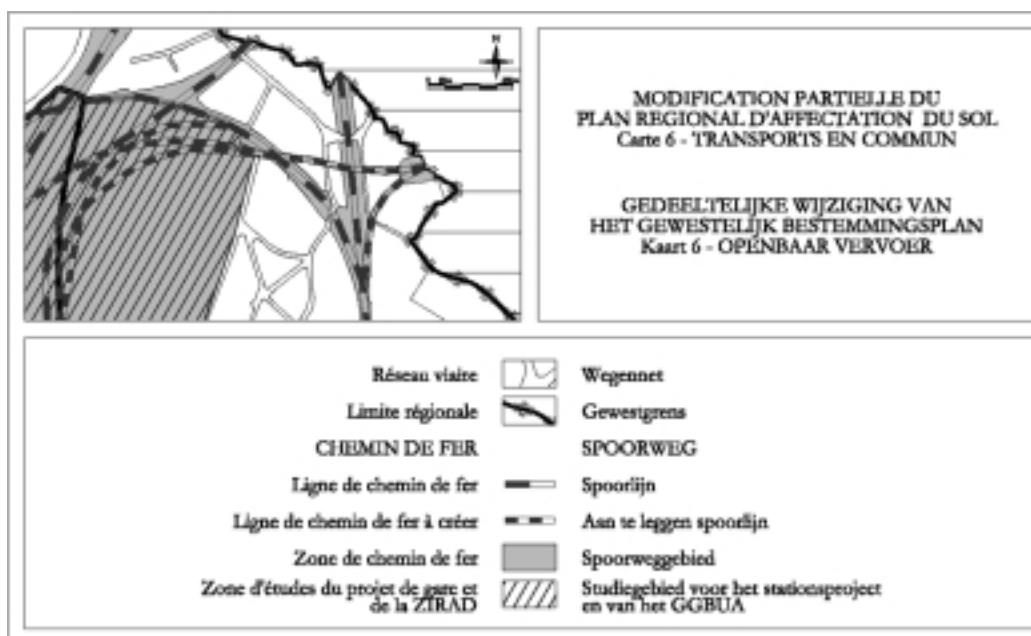 N
MODIFICATION PARTIELLE DU
PLAN REGIONAL D'AFFECTATION DU SOL
Carte 6 - TRANSPORTS EN COMMUN
GEDEELTELIJKE WIJZIGING VAN
HET GEWESTELIJK BESTEMMINGSPLAN
Kaart 6 - OPENBAAR VERVOER
Réseau viaire Wegennet
Limite régionale Gewestgrens
CHEMIN DE FER SPOORWEG
Ligne de chemin de fer Spoorlijn
Ligne de chemin de fer à créer Aan te leggen spoorlijn
Zone de chemin de fer Spoorweggebied
Zone d'études du projet de gare et Studiegebied voor het stationsproject
de la ZIRAD en van het GGBUA